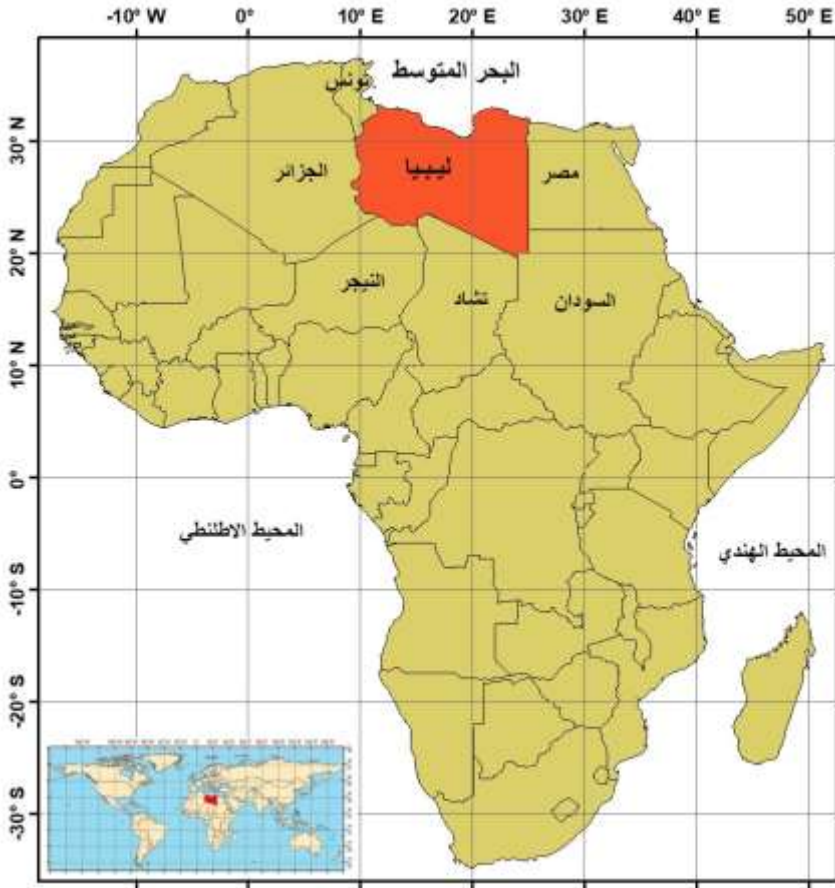 -10° W 0° 10° E 20° E 30° E 40° E 50° E
البحر المتوسط
تونس
30° N
الجزائر
ليبيا
مصر
20° N
النيجر
تشاد
السودان
10° N
0°
المحيط الاطلنطي
المحيط الهندي
-10° S
-20° S
-30° S